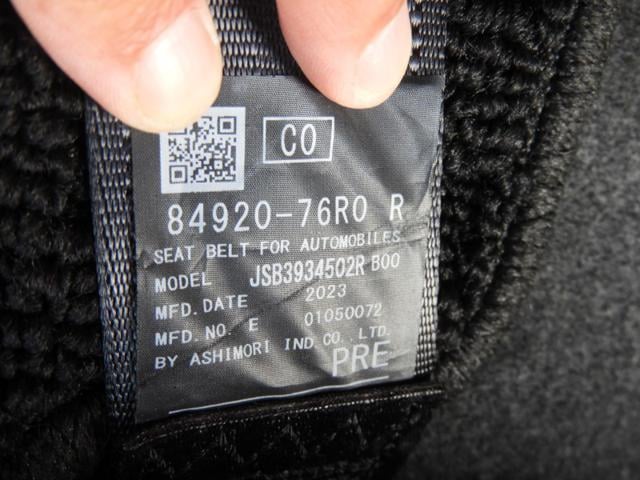 CO
84920-76R0 R
SEAT BELT FOR AUTOMOBILES
MODEL JSB3934502R B00
MFD. DATE 2023
MFD. NO. E 01050072
BY ASHIMORI IND CO., LTD.
PRE